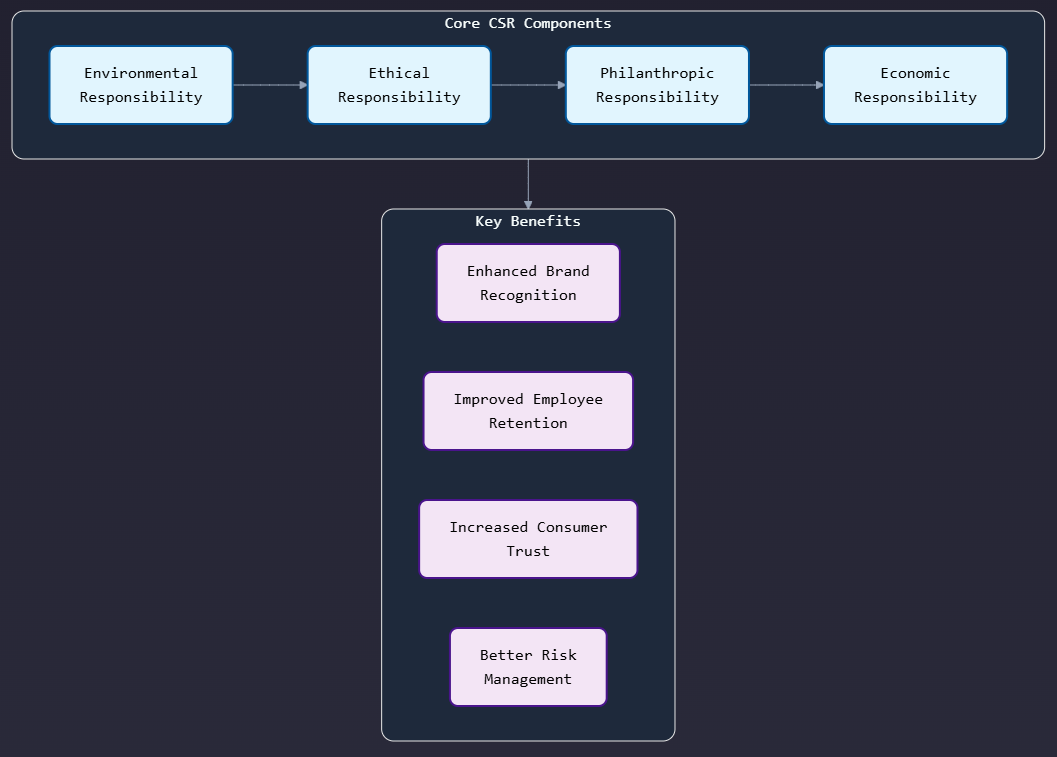 Core CSR Components
Environmental
Responsibility
Ethical
Responsibility
Philanthropic
Responsibility
Economic
Responsibility
Key Benefits
Enhanced Brand
Recognition
Improved Employee
Retention
Increased Consumer
Trust
Better Risk
Management